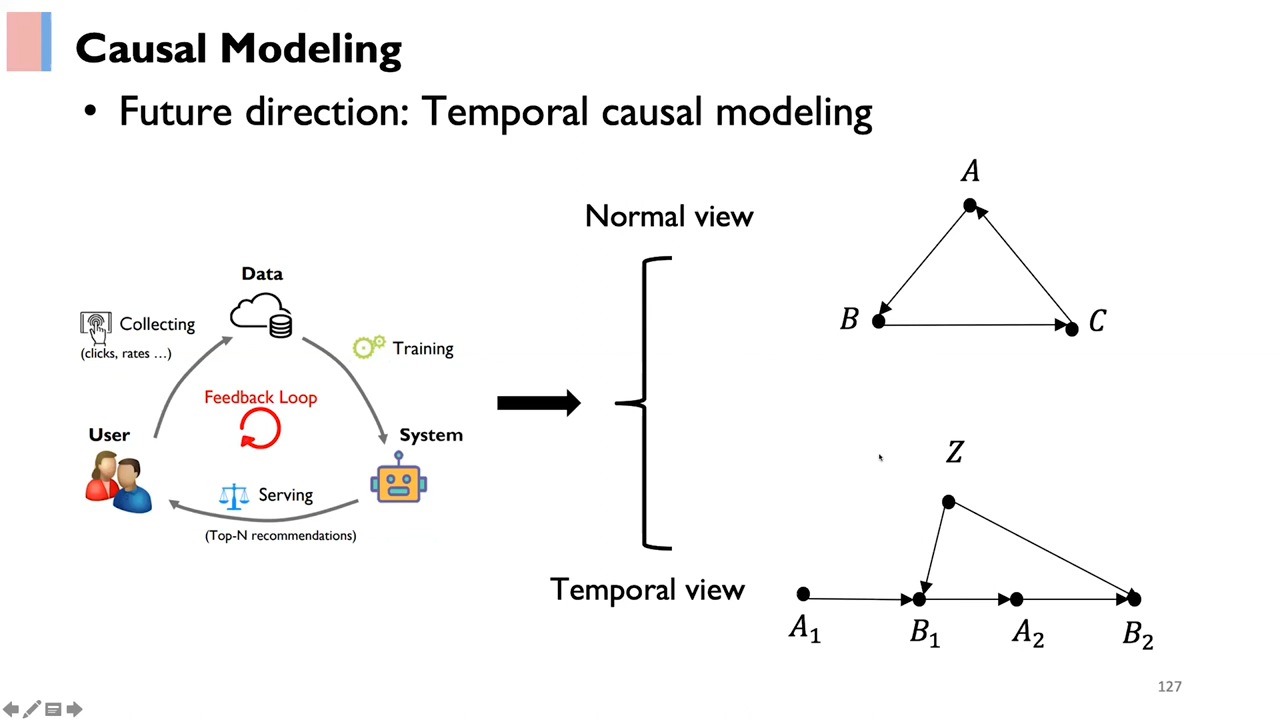 Causal Modeling
• Future direction: Temporal causal modeling
Normal view
A
B
C
Data
Collecting
(clicks, rates ...)
Training
Feedback Loop
User
System
Serving
(Top-N recommendations)
Temporal view
Z
A₁
B₁
A₂
B₂
127